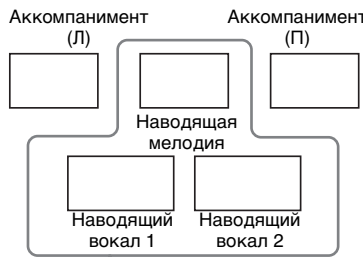 Аккомпанимент
(Л)
Аккомпанимент
(П)
Наводящая
мелодия
Наводящий
вокал 1
Наводящий
вокал 2